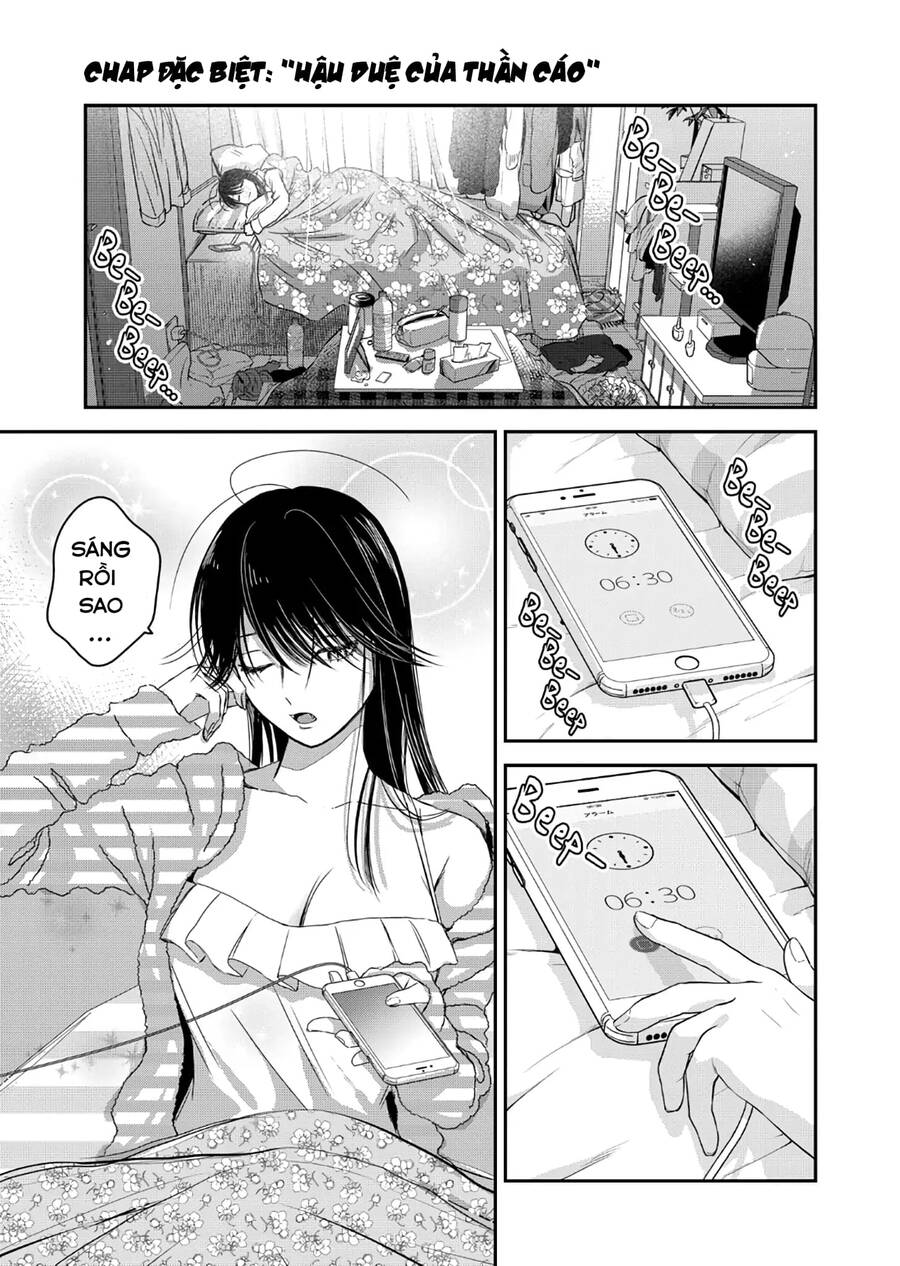 CHAP ĐẶC BIỆT: "HẬU DUỆ CỦA THẦN CÁO"
BE-
BE-
BEEP...
BE-
BE-
BEEP...
アラーム
06:30
BE-
BE-
BEEP
BE-
BE-
BEEP
アラーム
06:30
BEEP-
SÁNG
RỒI
SAO
...